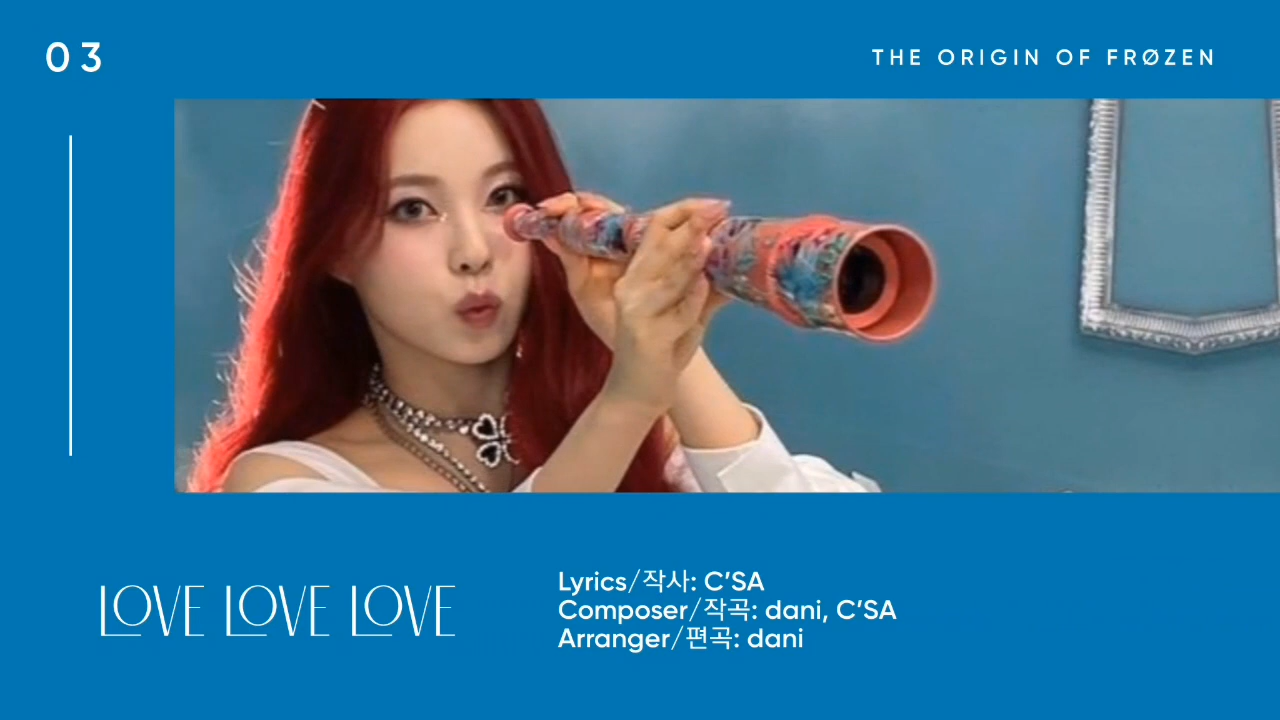 03
THE ORIGIN OF FRØZEN
LOVE LOVE LOVE
Lyrics/작사: C'SA
Composer/작곡: dani, C'SA
Arranger/편곡: dani